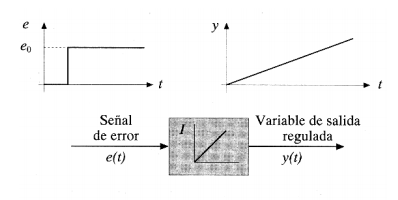 e
y
e₀
t
t
Señal
de error
I
Variable de salida
regulada
e(t)
y(t)